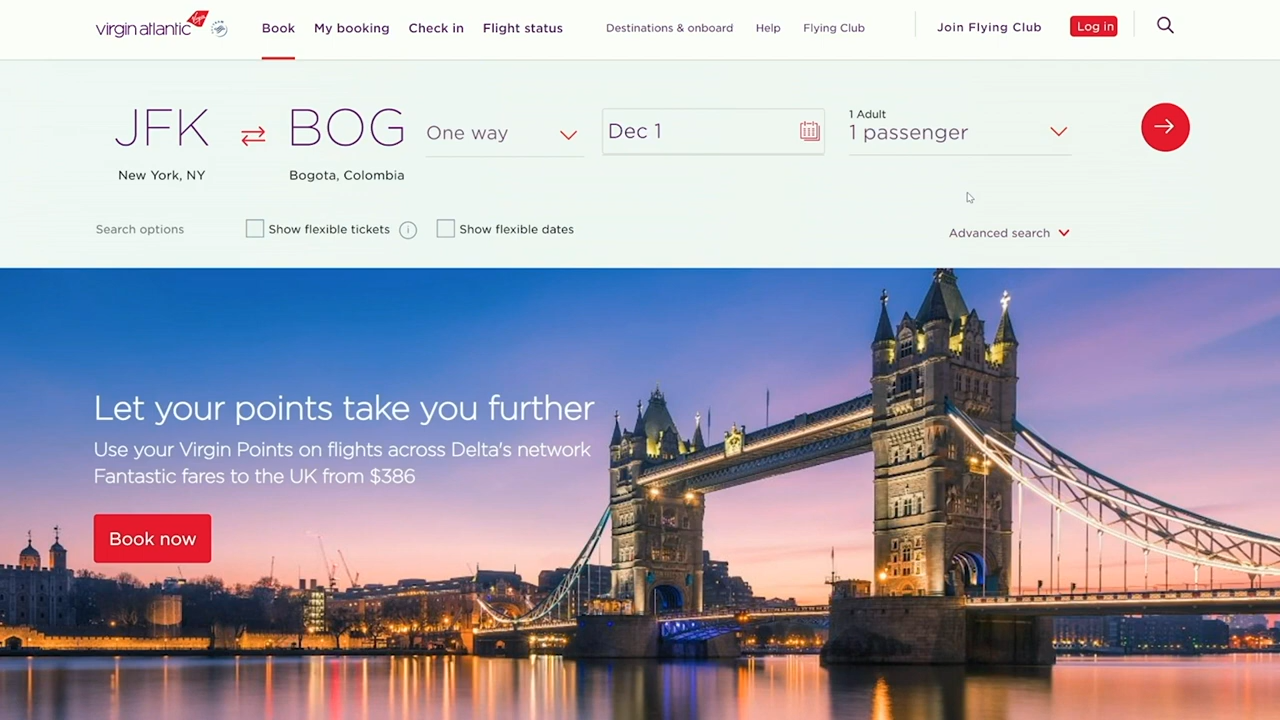 virgin atlantic
Book My booking Check in Flight status Destinations & onboard Help Flying Club Join Flying Club Log in
JFK BOG One way Dec 1 1 Adult
1 passenger
New York, NY Bogota, Colombia
Search options Show flexible tickets i Show flexible dates Advanced search
Let your points take you further
Use your Virgin Points on flights across Delta's network
Fantastic fares to the UK from $386
Book now